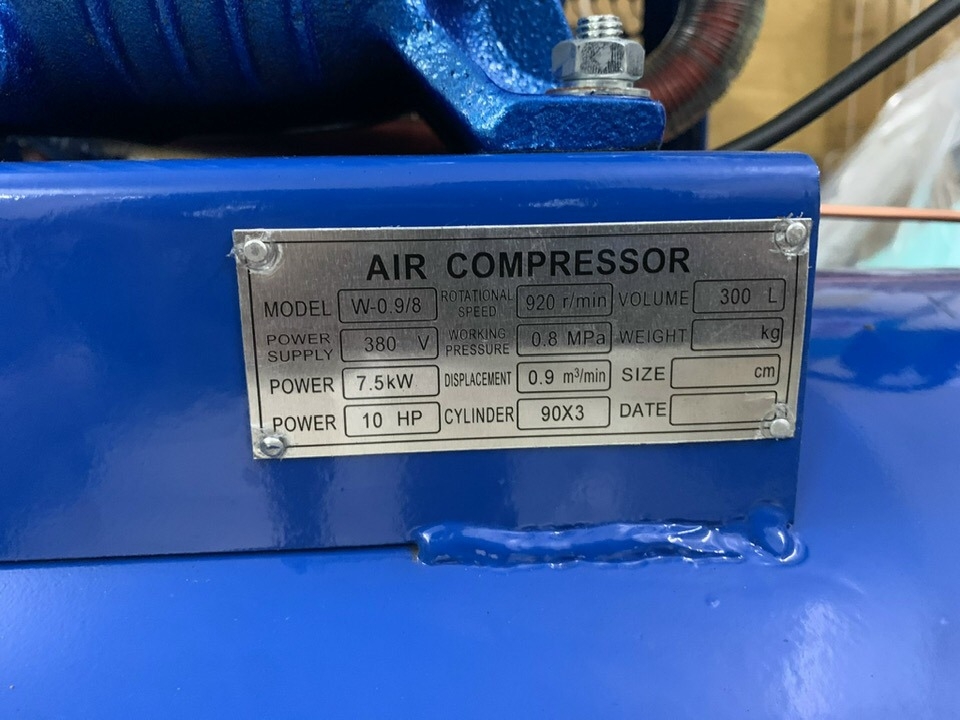 AIR COMPRESSOR
MODEL W-0.9/8 ROTATIONAL SPEED 920 r/min VOLUME 300 L
POWER SUPPLY 380 V WORKING PRESSURE 0.8 MPa WEIGHT kg
POWER 7.5kW DISPLACEMENT 0.9 m³/min SIZE cm
POWER 10 HP CYLINDER 90X3 DATE